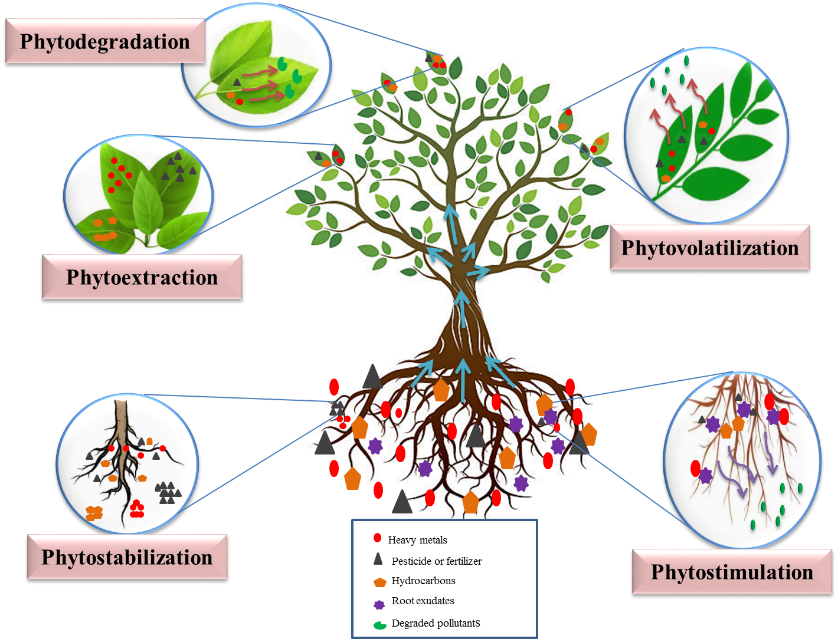 Phytodegradation
Phytoextraction
Phytovolatilization
Phytostabilization
Phytostimulation
Heavy metals
Pesticide or fertilizer
Hydrocarbons
Root exudates
Degraded pollutants